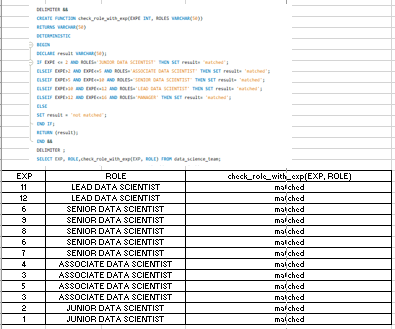 DELIMITER &&
CREATE FUNCTION check_role_with_exp(EXPE INT, ROLES VARCHAR(50))
RETURNS VARCHAR(50)
DETERMINISTIC
BEGIN
DECLARE result VARCHAR(50);
IF EXPE <= 2 AND ROLES= 'JUNIOR DATA SCIENTIST' THEN SET result= 'matched';
ELSEIF EXPE>2 AND EXPE<=5 AND ROLES='ASSOCIATE DATA SCIENTIST' THEN SET result= 'matched';
ELSEIF EXPE>5 AND EXPE<=10 AND ROLES='SENIOR DATA SCIENTIST' THEN SET result= 'matched';
ELSEIF EXPE>10 AND EXPE<=12 AND ROLES='LEAD DATA SCIENTIST' THEN SET result= 'matched';
ELSEIF EXPE>12 AND EXPE<=16 AND ROLES='MANAGER' THEN SET result= 'matched';
ELSE
SET result = 'not matched';
END IF;
RETURN (result);
END &&
DELIMITER ;
SELECT EXP, ROLE,check_role_with_exp(EXP, ROLE) FROM data_science_team;
EXP ROLE check_role_with_exp(EXP, ROLE)
11 LEAD DATA SCIENTIST matched
12 LEAD DATA SCIENTIST matched
6 SENIOR DATA SCIENTIST matched
9 SENIOR DATA SCIENTIST matched
8 SENIOR DATA SCIENTIST matched
6 SENIOR DATA SCIENTIST matched
7 SENIOR DATA SCIENTIST matched
4 ASSOCIATE DATA SCIENTIST matched
3 ASSOCIATE DATA SCIENTIST matched
5 ASSOCIATE DATA SCIENTIST matched
3 ASSOCIATE DATA SCIENTIST matched
2 JUNIOR DATA SCIENTIST matched
1 JUNIOR DATA SCIENTIST matched